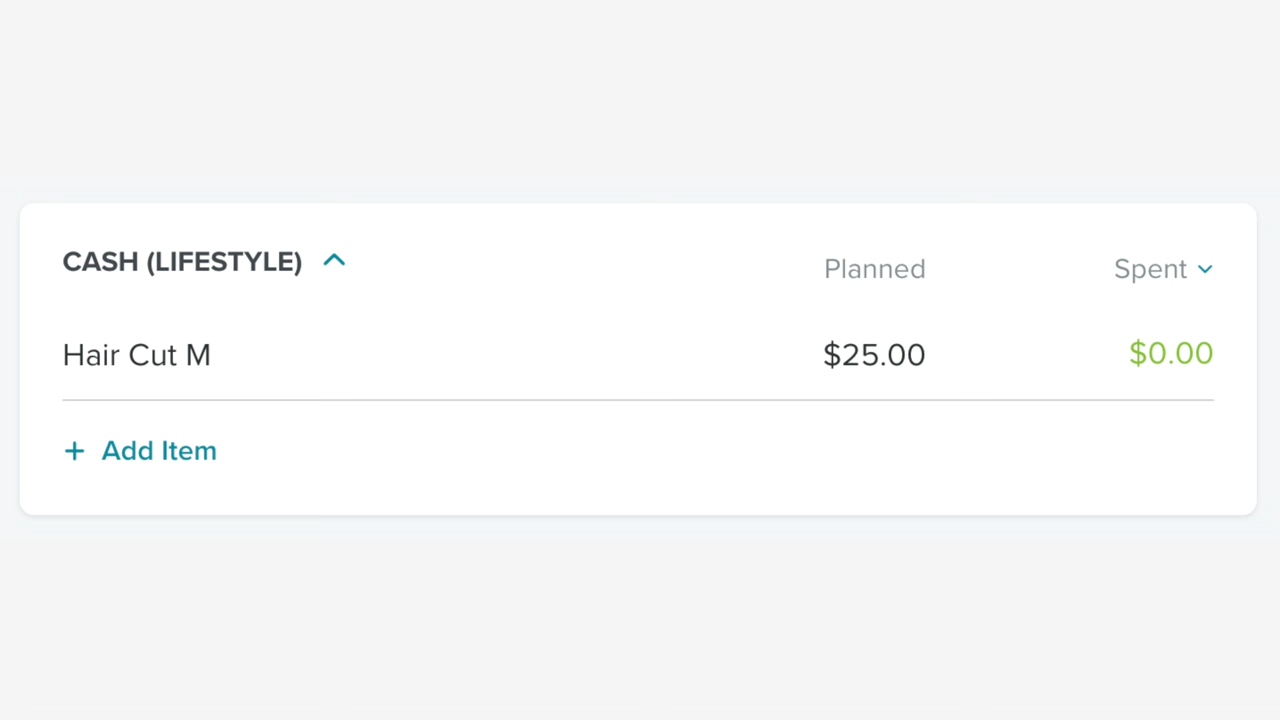 CASH (LIFESTYLE) Planned Spent
Hair Cut M $25.00 $0.00
+ Add Item